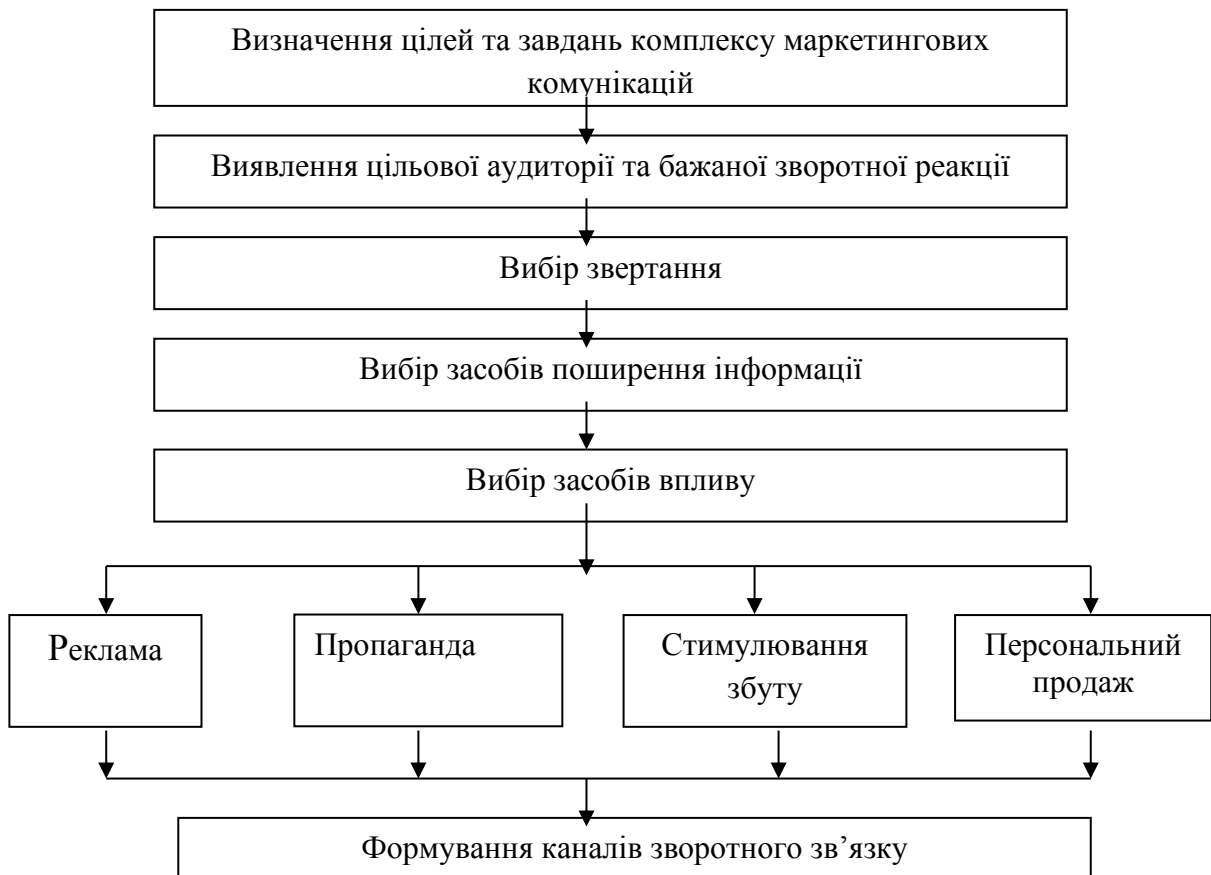 Визначення цілей та завдань комплексу маркетингових
комунікацій
Виявлення цільової аудиторії та бажаної зворотної реакції
Вибір звертання
Вибір засобів поширення інформації
Вибір засобів впливу
Реклама
Пропаганда
Стимулювання
збуту
Персональний
продаж
Формування каналів зворотного зв’язку